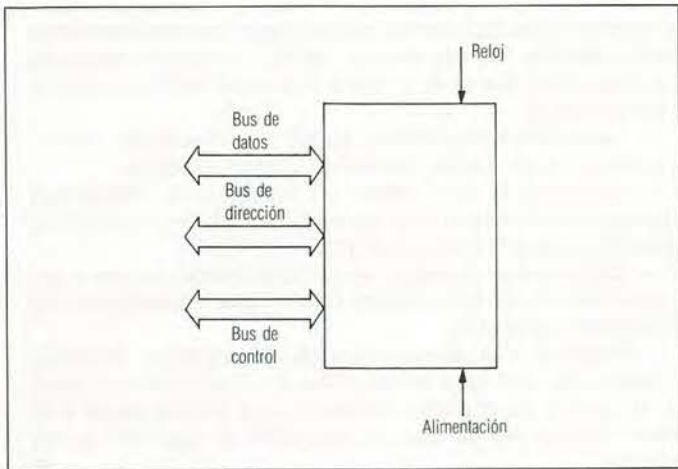 Reloj
Bus de
datos
Bus de
dirección
Bus de
control
Alimentación